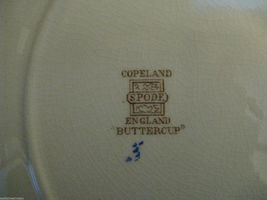 COPELAND
SPODE
ENGLAND
"BUTTERCUP"